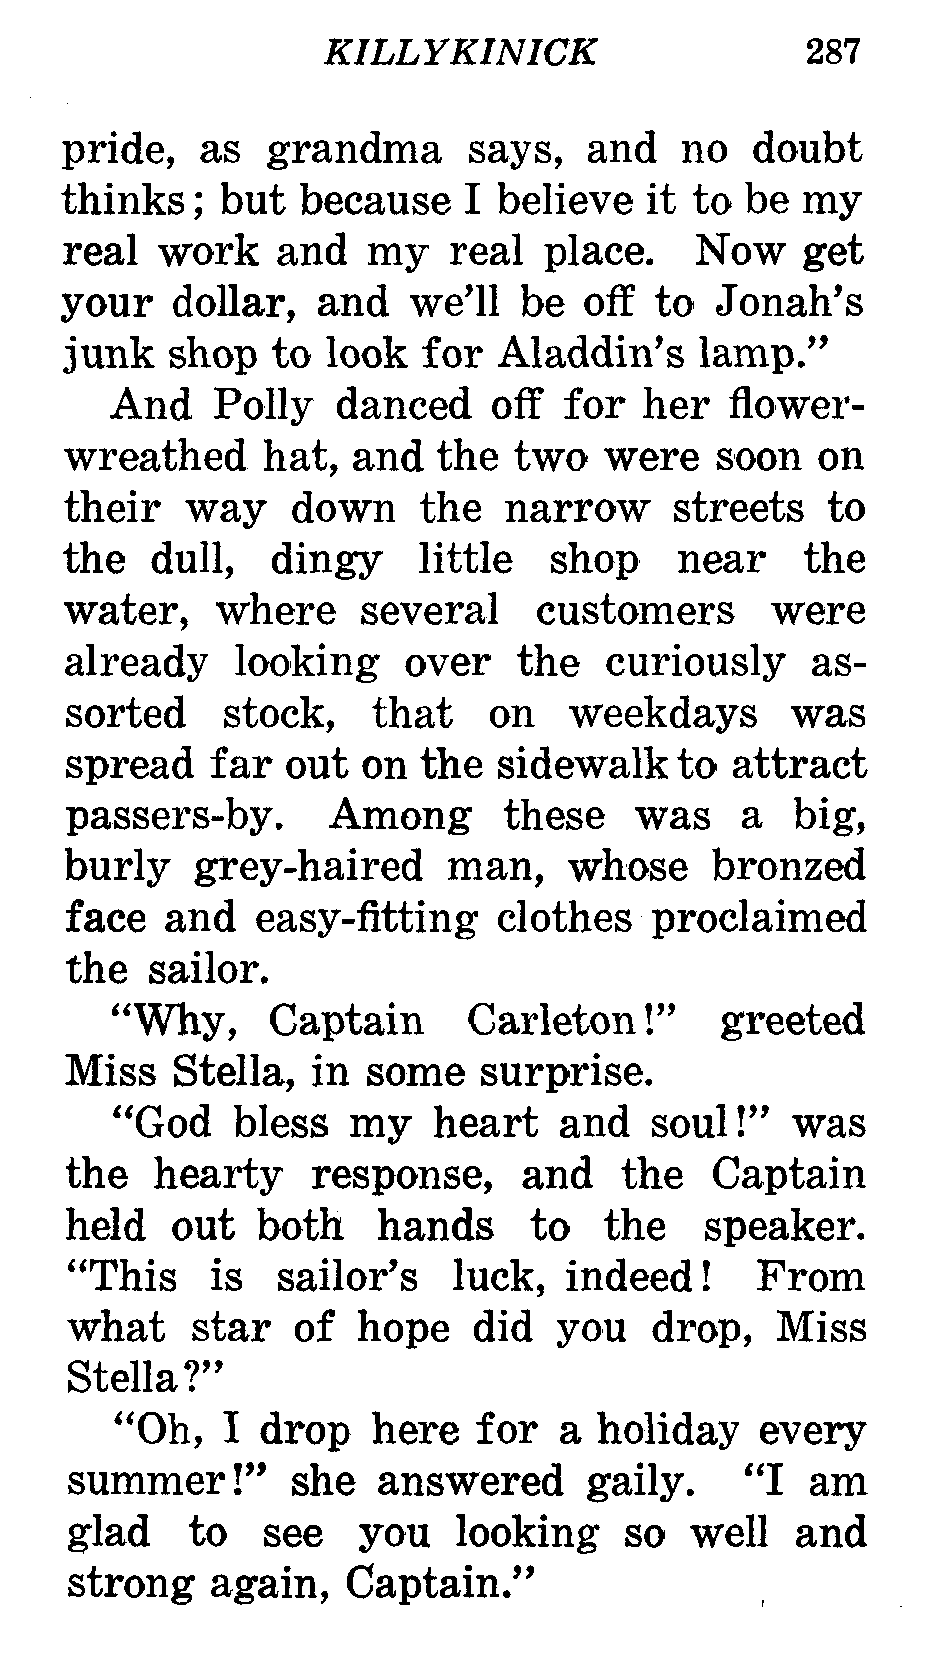 KILLYKINICK 287
pride, as grandma says, and no doubt
thinks; but because I believe it to be my
real work and my real place. Now get
your dollar, and we'll be off to Jonah's
junk shop to look for Aladdin's lamp."
And Polly danced off for her flower-
wreathed hat, and the two were soon on
their way down the narrow streets to
the dull, dingy little shop near the
water, where several customers were
already looking over the curiously as-
sorted stock, that on weekdays was
spread far out on the sidewalk to attract
passers-by. Among these was a big,
burly grey-haired man, whose bronzed
face and easy-fitting clothes proclaimed
the sailor.
"Why, Captain Carleton!" greeted
Miss Stella, in some surprise.
"God bless my heart and soul!" was
the hearty response, and the Captain
held out both hands to the speaker.
"This is sailor's luck, indeed! From
what star of hope did you drop, Miss
Stella?"
"Oh, I drop here for a holiday every
summer!" she answered gaily. "I am
glad to see you looking so well and
strong again, Captain."